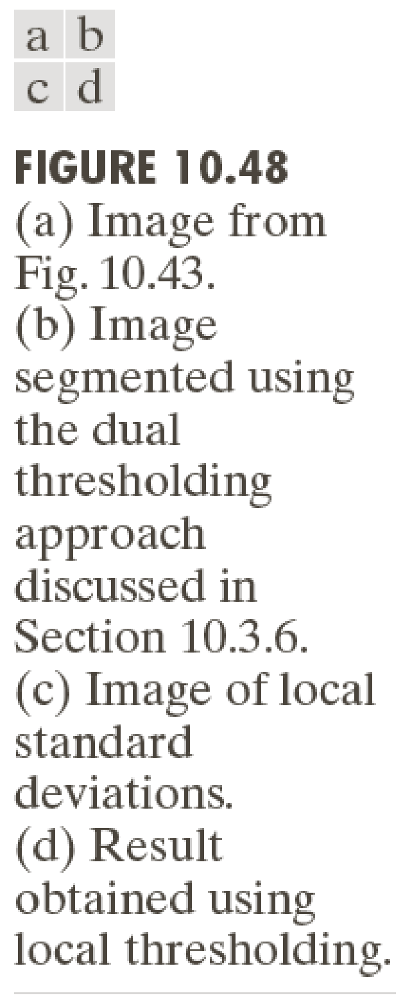 a b
c d
FIGURE 10.48
(a) Image from
Fig. 10.43.
(b) Image
segmented using
the dual
thresholding
approach
discussed in
Section 10.3.6.
(c) Image of local
standard
deviations.
(d) Result
obtained using
local thresholding.